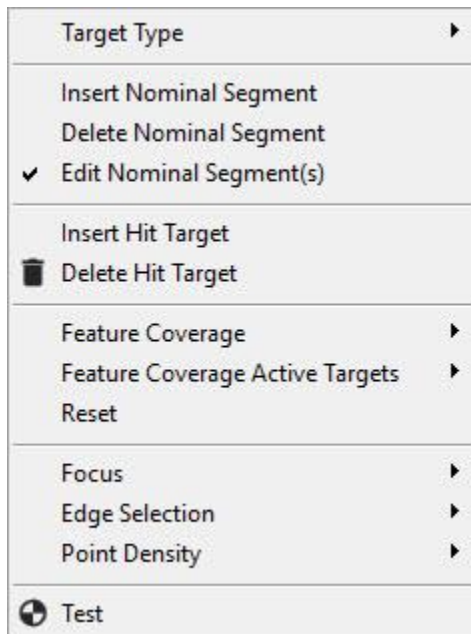 Target Type
Insert Nominal Segment
Delete Nominal Segment
Edit Nominal Segment(s)
Insert Hit Target
Delete Hit Target
Feature Coverage
Feature Coverage Active Targets
Reset
Focus
Edge Selection
Point Density
Test